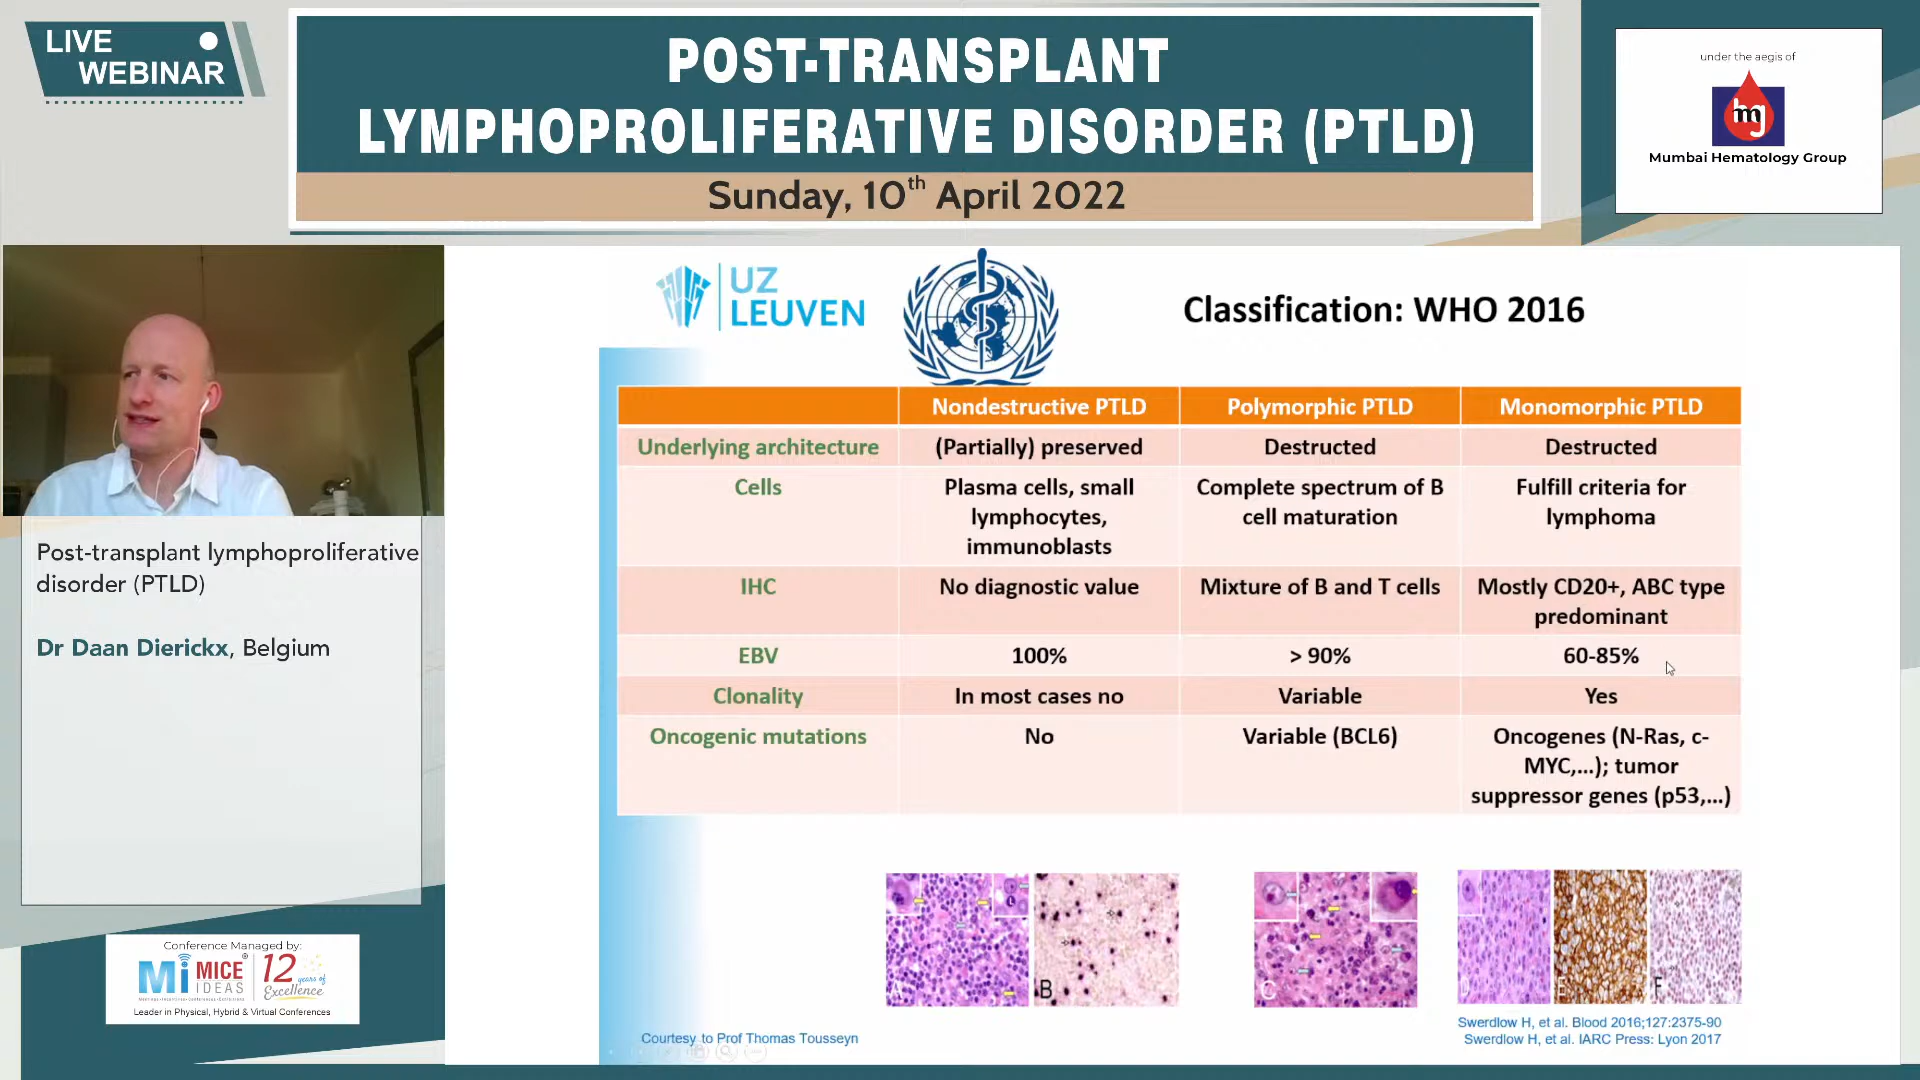 LIVE
WEBINAR
POST-TRANSPLANT
LYMPHOPROLIFERATIVE DISORDER (PTLD)
Sunday, 10th April 2022
under the aegis of
mg
Mumbai Hematology Group
UZ
LEUVEN
Classification: WHO 2016
Nondestructive PTLD
Polymorphic PTLD
Monomorphic PTLD
Underlying architecture
(Partially) preserved
Destructed
Destructed
Cells
Plasma cells, small
lymphocytes,
immunoblasts
Complete spectrum of B
cell maturation
Fulfill criteria for
lymphoma
IHC
No diagnostic value
Mixture of B and T cells
Mostly CD20+, ABC type
predominant
EBV
100%
> 90%
60-85%
Clonality
In most cases no
Variable
Yes
Oncogenic mutations
No
Variable (BCL6)
Oncogenes (N-Ras, c-
MYC,...); tumor
suppressor genes (p53,...)
A
B
C
D
E
F
Courtesy to Prof Thomas Tousseyn
Swerdlow H, et al. Blood 2016;127:2375-90
Swerdlow H, et al. IARC Press: Lyon 2017
Post-transplant lymphoproliferative
disorder (PTLD)
Dr Daan Dierickx, Belgium
Conference Managed by:
Mi MICE
IDEAS
12 years of
Excellence
Leader in Physical, Hybrid & Virtual Conferences